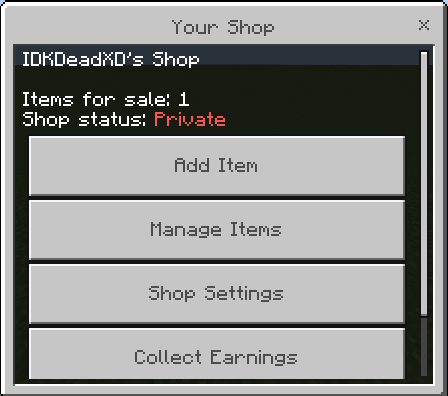 Your Shop
IDKDeadXD's Shop
Items for sale: 1
Shop status: Private
Add Item
Manage Items
Shop Settings
Collect Earnings